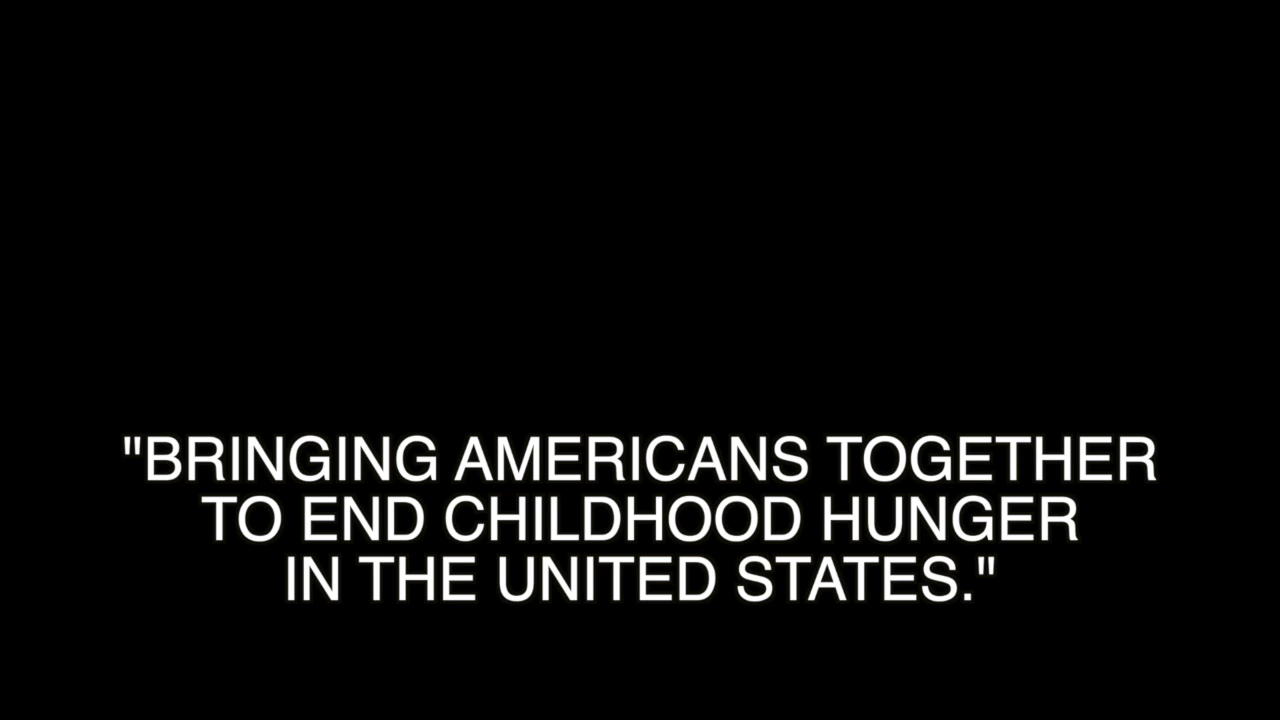 "BRINGING AMERICANS TOGETHER
TO END CHILDHOOD HUNGER
IN THE UNITED STATES."